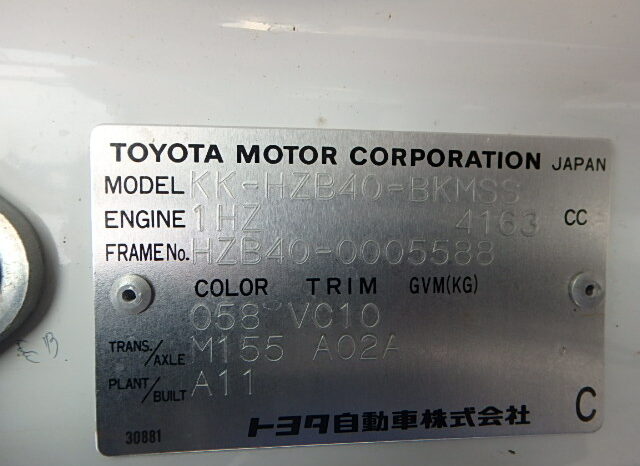 TOYOTA MOTOR CORPORATION JAPAN
MODEL KK-HZB40-BKMSS
ENGINE 1HZ 4163 CC
FRAME No. HZB40-0005588
COLOR TRIM GVM(KG)
058 VC10
TRANS./AXLE M155 A02A
PLANT/BUILT A11
トヨタ自動車株式会社 C
30881